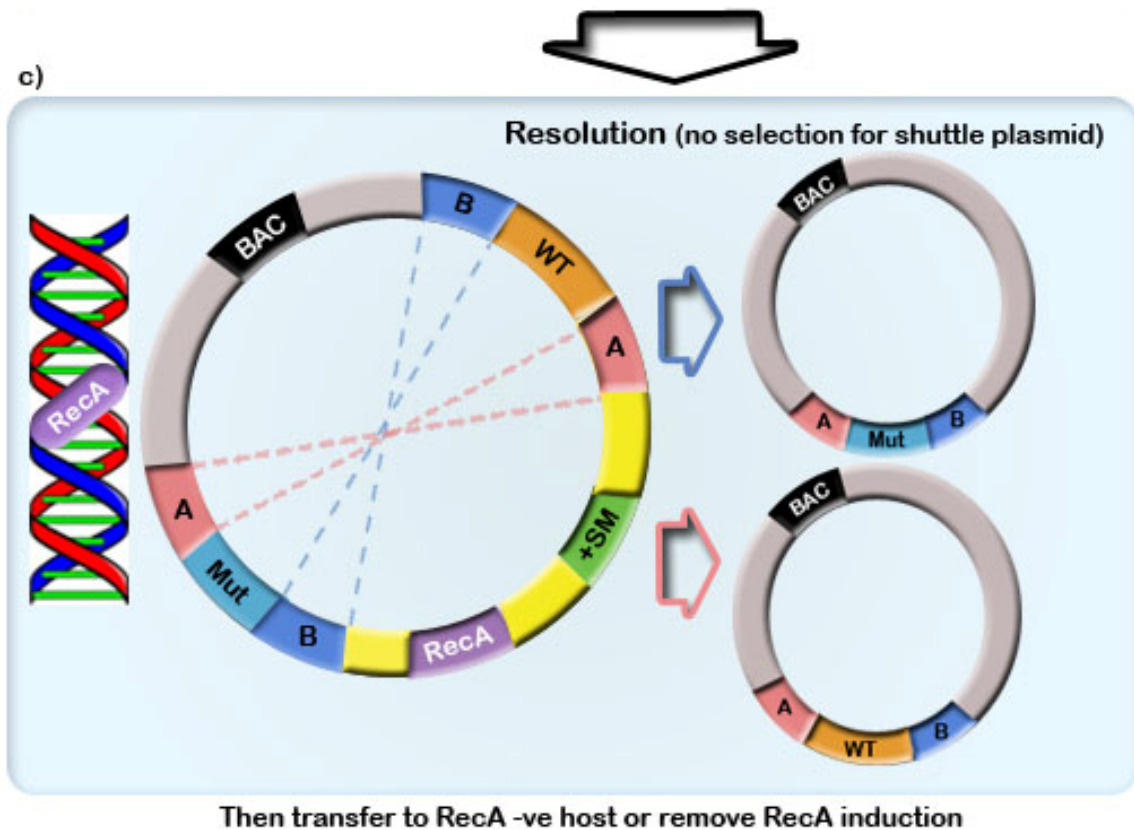 c)
Resolution (no selection for shuttle plasmid)
BAC
B
WT
A
+SM
RecA
B
Mut
A
RecA
BAC
A
Mut
B
BAC
A
WT
B
Then transfer to RecA -ve host or remove RecA induction